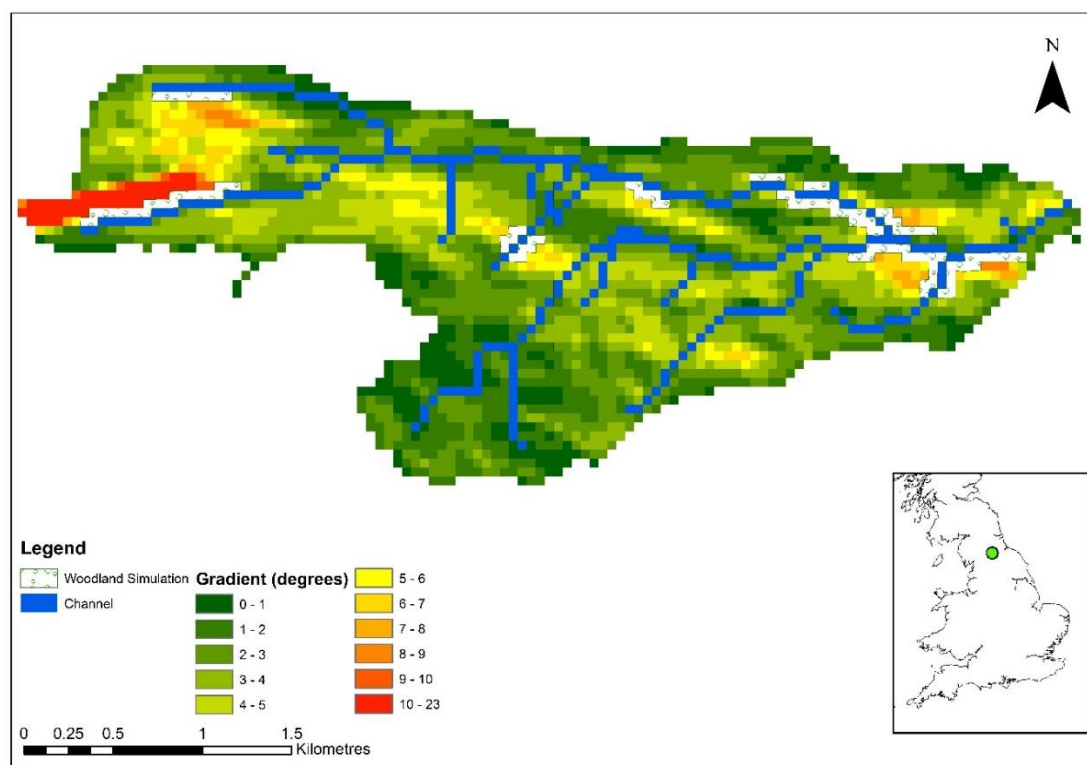 N
Legend
Woodland Simulation
Channel
Gradient (degrees)
0 - 1
1 - 2
2 - 3
3 - 4
4 - 5
5 - 6
6 - 7
7 - 8
8 - 9
9 - 10
10 - 23
0 0.25 0.5 1 1.5
Kilometres